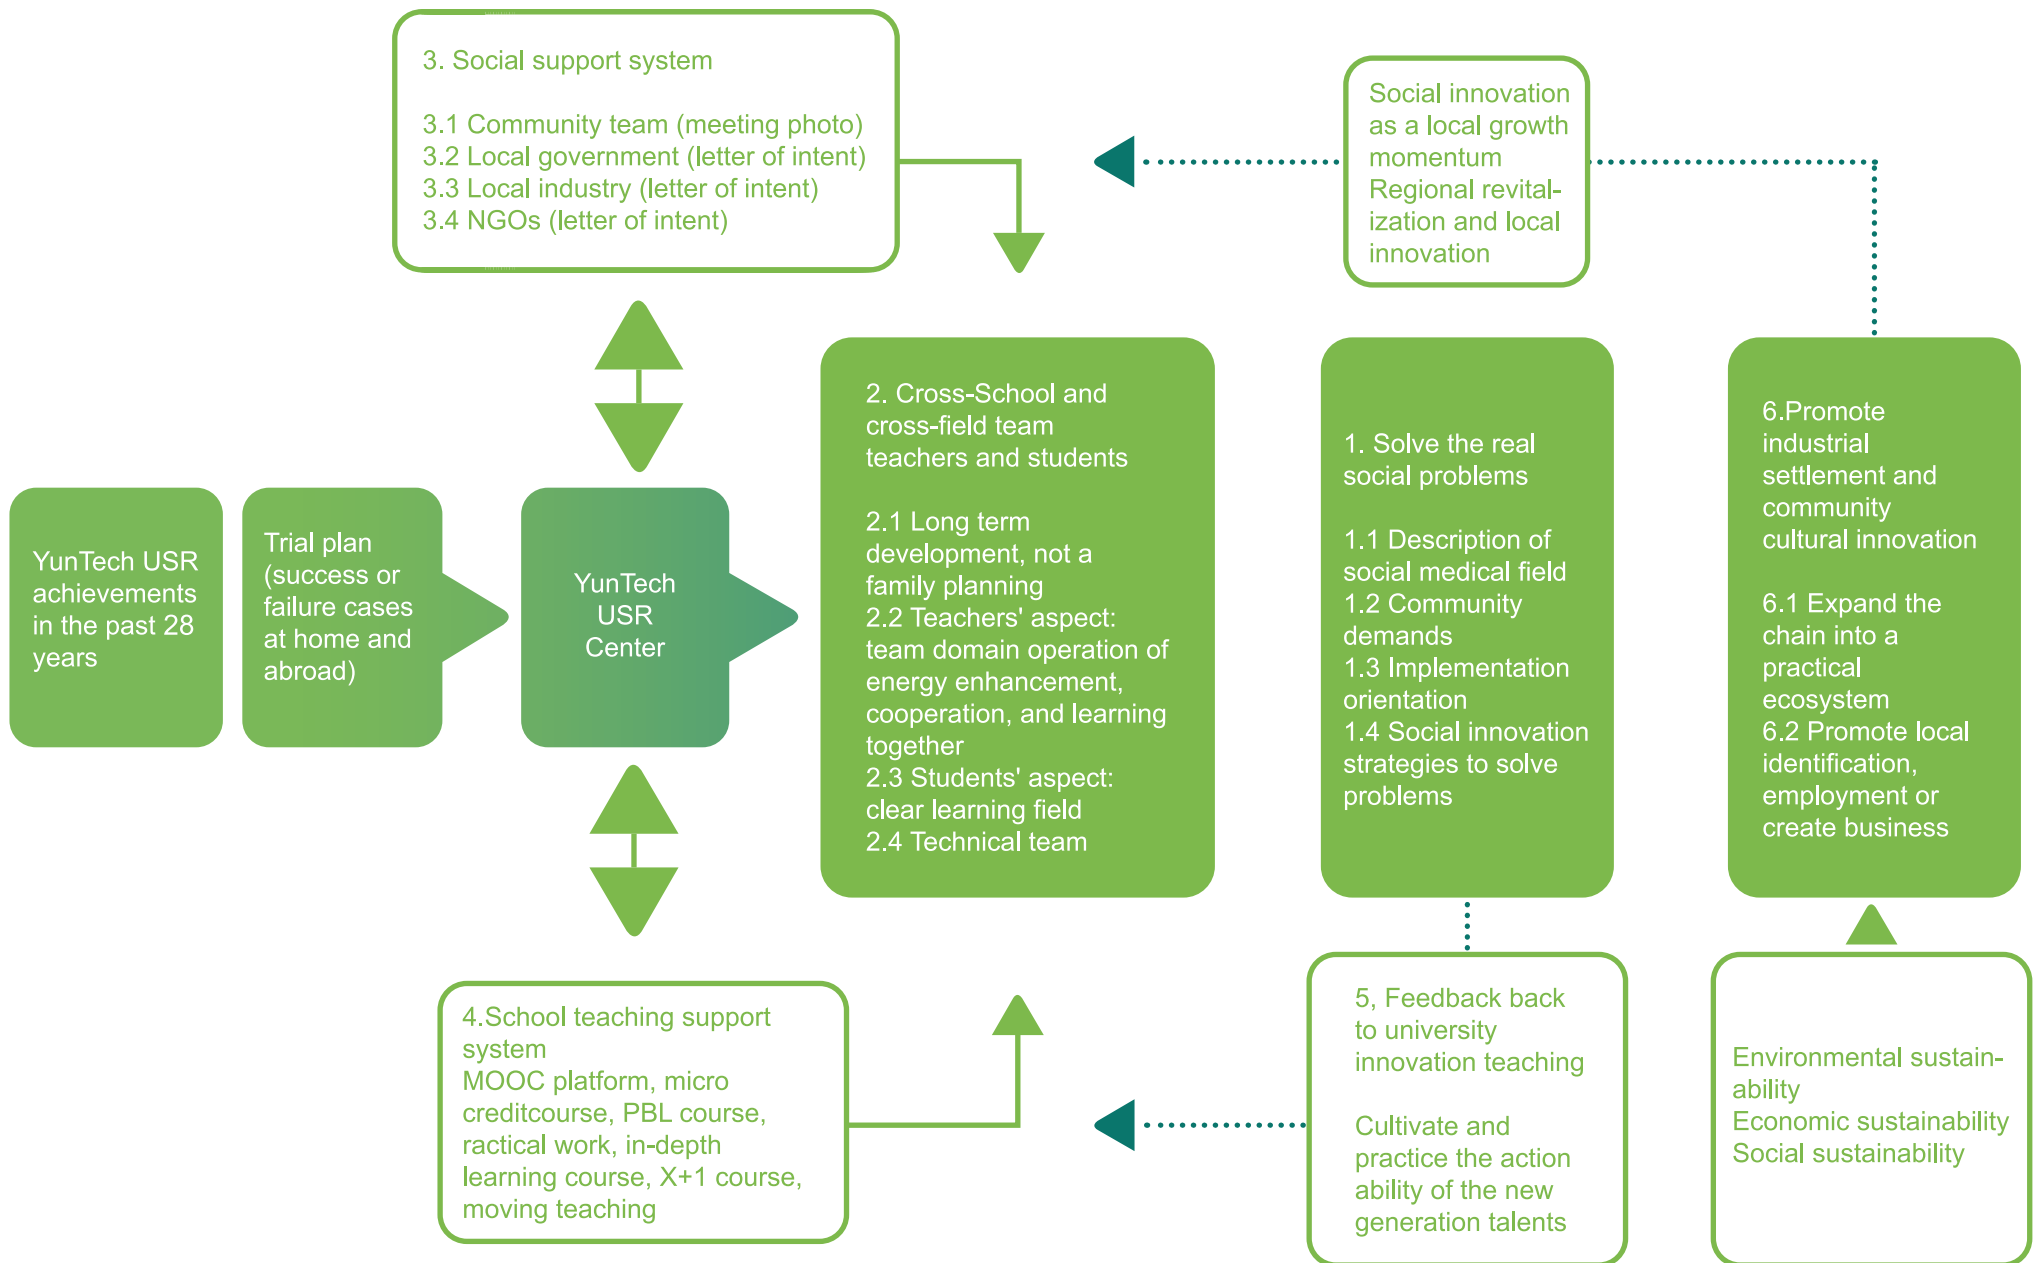 3. Social support system
3.1 Community team (meeting photo)
3.2 Local government (letter of intent)
3.3 Local industry (letter of intent)
3.4 NGOs (letter of intent)
Social innovation
as a local growth
momentum
Regional revital-
ization and local
innovation
YunTech USR
achievements
in the past 28
years
Trial plan
(success or
failure cases
at home and
abroad)
YunTech
USR
Center
2. Cross-School and
cross-field team
teachers and students
2.1 Long term
development, not a
family planning
2.2 Teachers' aspect:
team domain operation of
energy enhancement,
cooperation, and learning
together
2.3 Students' aspect:
clear learning field
2.4 Technical team
1. Solve the real
social problems
1.1 Description of
social medical field
1.2 Community
demands
1.3 Implementation
orientation
1.4 Social innovation
strategies to solve
problems
6.Promote
industrial
settlement and
community
cultural innovation
6.1 Expand the
chain into a
practical
ecosystem
6.2 Promote local
identification,
employment or
create business
4.School teaching support
system
MOOC platform, micro
creditcourse, PBL course,
ractical work, in-depth
learning course, X+1 course,
moving teaching
5, Feedback back
to university
innovation teaching
Cultivate and
practice the action
ability of the new
generation talents
Environmental sustain-
ability
Economic sustainability
Social sustainability